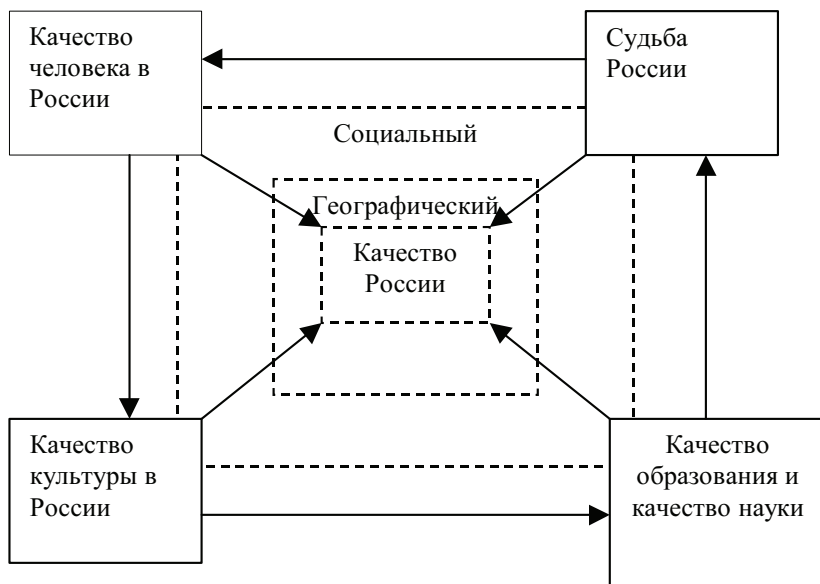 Качество
человека в
России
Судьба
России
Социальный
Географический
Качество
России
Качество
культуры в
России
Качество
образования и
качество науки